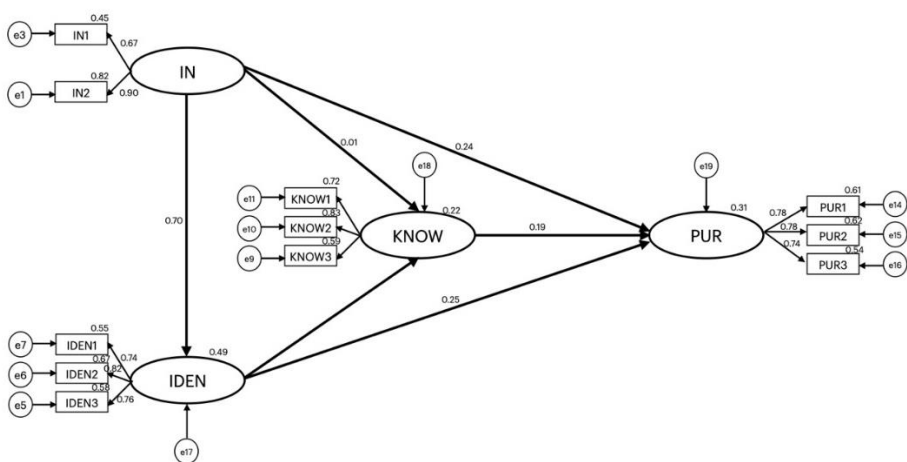 0.45
e3
IN1
0.67
IN
0.82
e1
IN2
0.90
0.01
0.24
e18
e19
0.72
e11
KNOW1
0.83
e10
KNOW2
0.59
e9
KNOW3
0.22
KNOW
0.19
0.31
PUR
0.78
0.61
PUR1
e14
0.78
0.62
PUR2
e15
0.74
0.54
PUR3
e16
0.70
0.25
0.55
e7
IDEN1
0.74
0.67
e6
IDEN2
0.82
0.58
e5
IDEN3
0.76
0.49
IDEN
e17